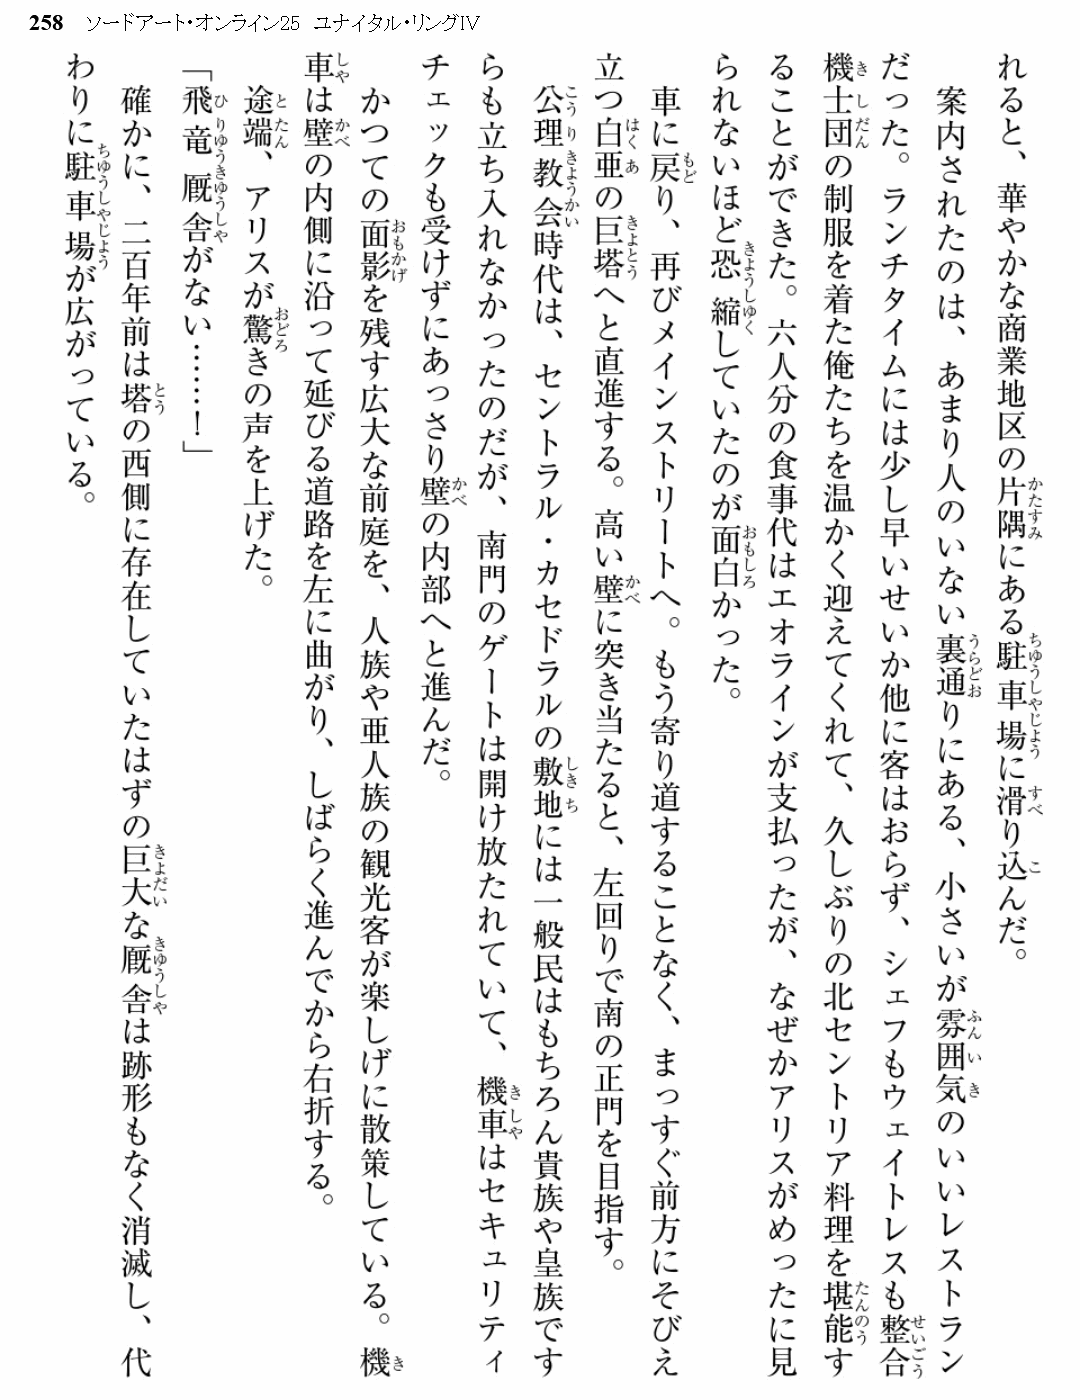 258 ソードアート・オンライン25 ユナイタル・リングⅣ
れると、華やかな商業地区の片隅にある駐車場に滑り込んだ。
案内されたのは、あまり人のいない裏通りにある、小さいが雰囲気のいいレストラン
だった。ランチタイムには少し早いせいか他に客はおらず、シェフもウェイトレスも整合
機士団の制服を着た俺たちを温かく迎えてくれて、久しぶりの北セントリア料理を堪能す
ることができた。六人分の食事代はエオラインが支払ったが、なぜかアリスがめったに見
られないほど恐縮していたのが面白かった。
車に戻り、再びメインストリートへ。もう寄り道することなく、まっすぐ前方にそびえ
立つ白亜の巨塔へと直進する。高い壁に突き当たると、左回りで南の正門を目指す。
公理教会時代は、セントラル・カセドラルの敷地には一般民はもちろん貴族や皇族です
らも立ち入れなかったのだが、南門のゲートは開け放たれていて、機車はセキュリティ
チェックも受けずにあっさり壁の内部へと進んだ。
かつての面影を残す広大な前庭を、人族や亜人族の観光客が楽しげに散策している。機
車は壁の内側に沿って延びる道路を左に曲がり、しばらく進んでから右折する。
途端、アリスが驚きの声を上げた。
「飛竜厩舎がない……！」
確かに、二百年前は塔の西側に存在していたはずの巨大な厩舎は跡形もなく消滅し、代
わりに駐車場が広がっている。